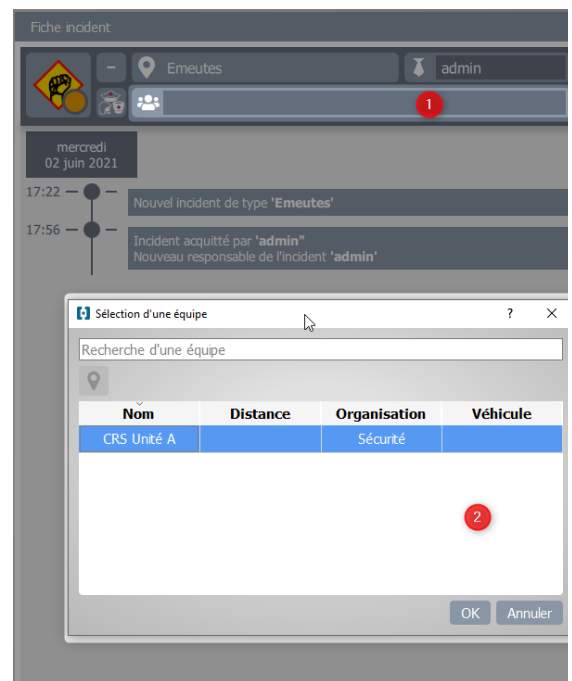 Fiche incident
Emeutes
admin
1
mercredi
02 juin 2021
17:22
Nouvel incident de type 'Emeutes'
17:56
Incident acquitté par 'admin"
Nouveau responsable de l'incident 'admin'
Sélection d'une équipe
? X
Recherche d'une équipe
Nom Distance Organisation Véhicule
CRS Unité A Sécurité
2
OK Annuler